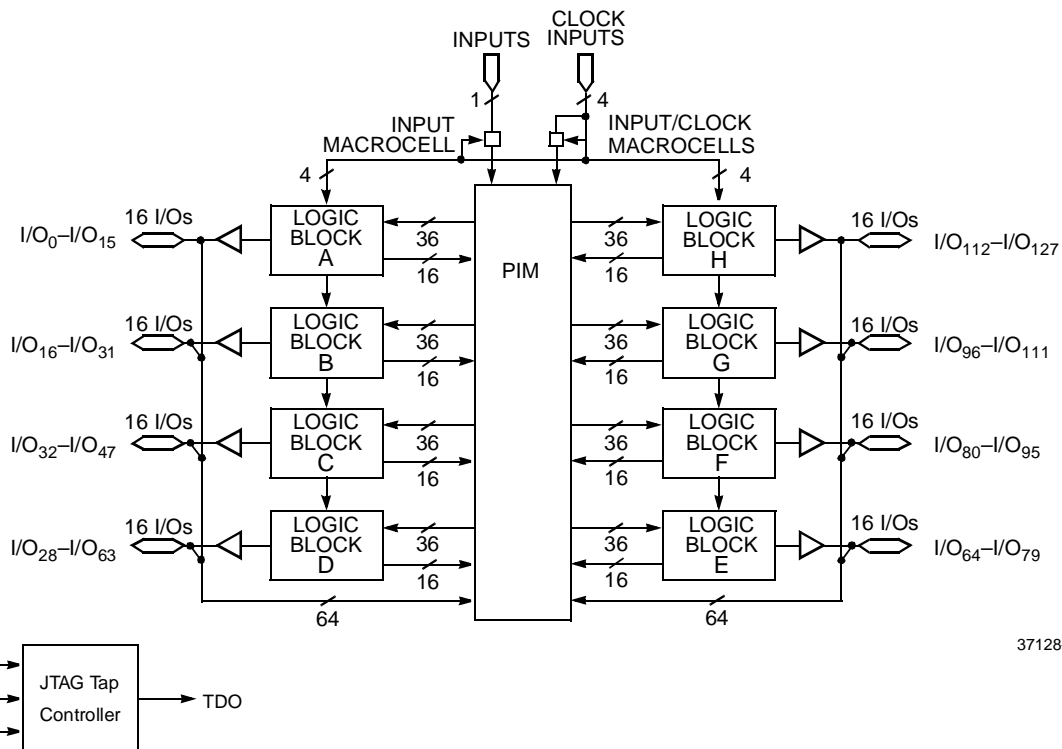 CLOCK
INPUTS
INPUTS
1
4
INPUT
MACROCELL
INPUT/CLOCK
MACROCELLS
4
4
16 I/Os
I/O0–I/O15
LOGIC
BLOCK
A
36
16
PIM
36
16
LOGIC
BLOCK
H
16 I/Os
I/O112–I/O127
16 I/Os
I/O16–I/O31
LOGIC
BLOCK
B
36
16
36
16
LOGIC
BLOCK
G
16 I/Os
I/O96–I/O111
16 I/Os
I/O32–I/O47
LOGIC
BLOCK
C
36
16
36
16
LOGIC
BLOCK
F
16 I/Os
I/O80–I/O95
16 I/Os
I/O28–I/O63
LOGIC
BLOCK
D
36
16
36
16
LOGIC
BLOCK
E
16 I/Os
I/O64–I/O79
64
64
37128
JTAG Tap
Controller
TDO